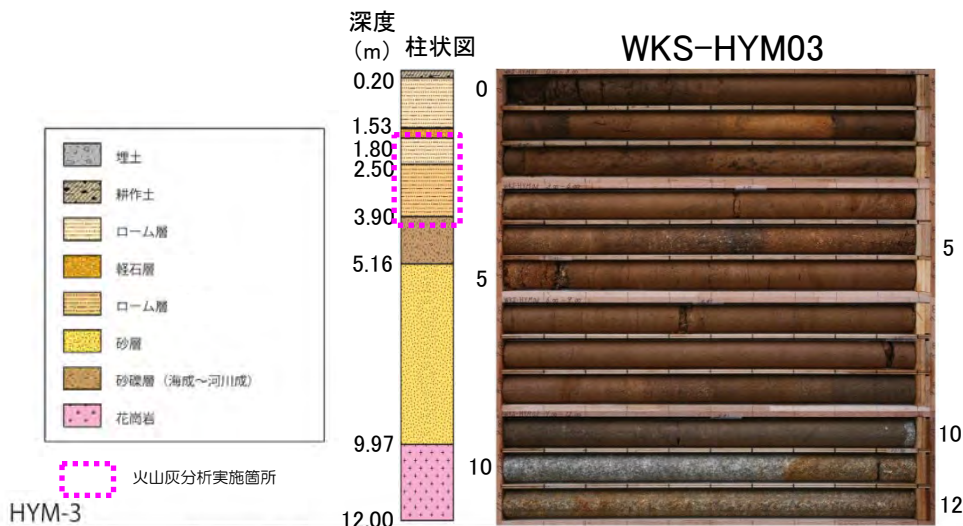 深度
(m) 柱状図
WKS-HYM03
0.20
1.53
1.80
2.50
3.90
5.16
9.97
12.00
0
5
10
5
10
12
埋土
耕作土
ローム層
軽石層
ローム層
砂層
砂礫層（海成～河川成）
花崗岩
火山灰分析実施箇所
HYM-3